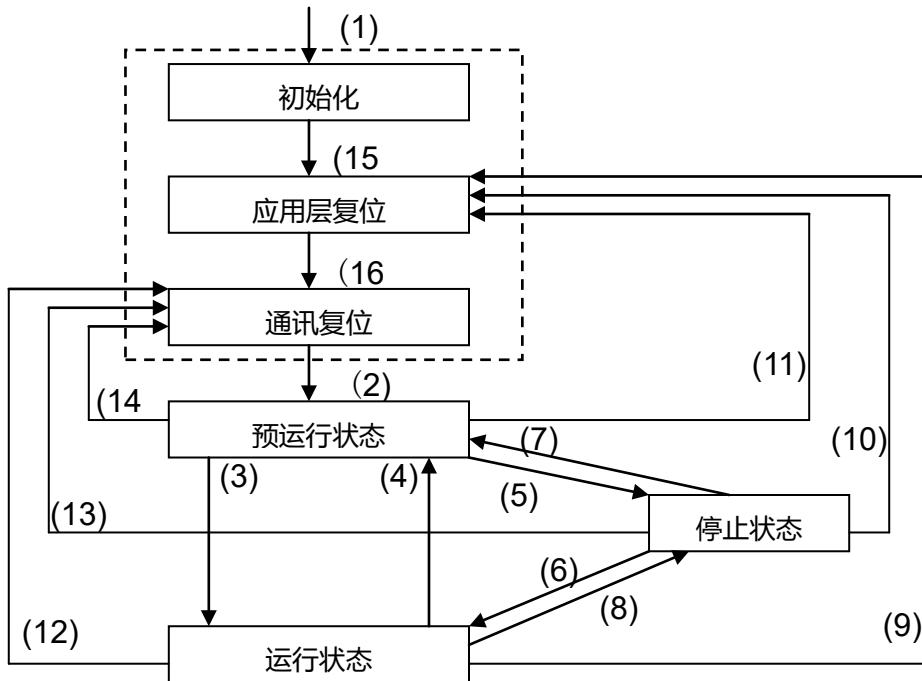 (1)
初始化
(15
应用层复位
（16
通讯复位
（2)
(11)
(14
预运行状态
(10)
(7)
(3)
(4)
(5)
(13)
停止状态
(6)
(8)
(12)
(9)
运行状态